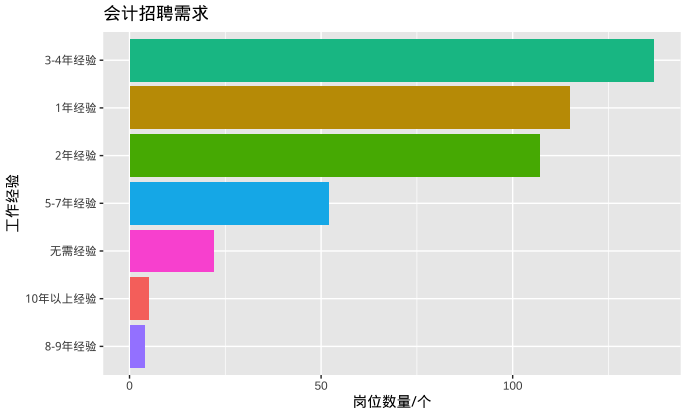 会计招聘需求
工作经验
3-4年经验
1年经验
2年经验
5-7年经验
无需经验
10年以上经验
8-9年经验
0 50 100
岗位数量/个